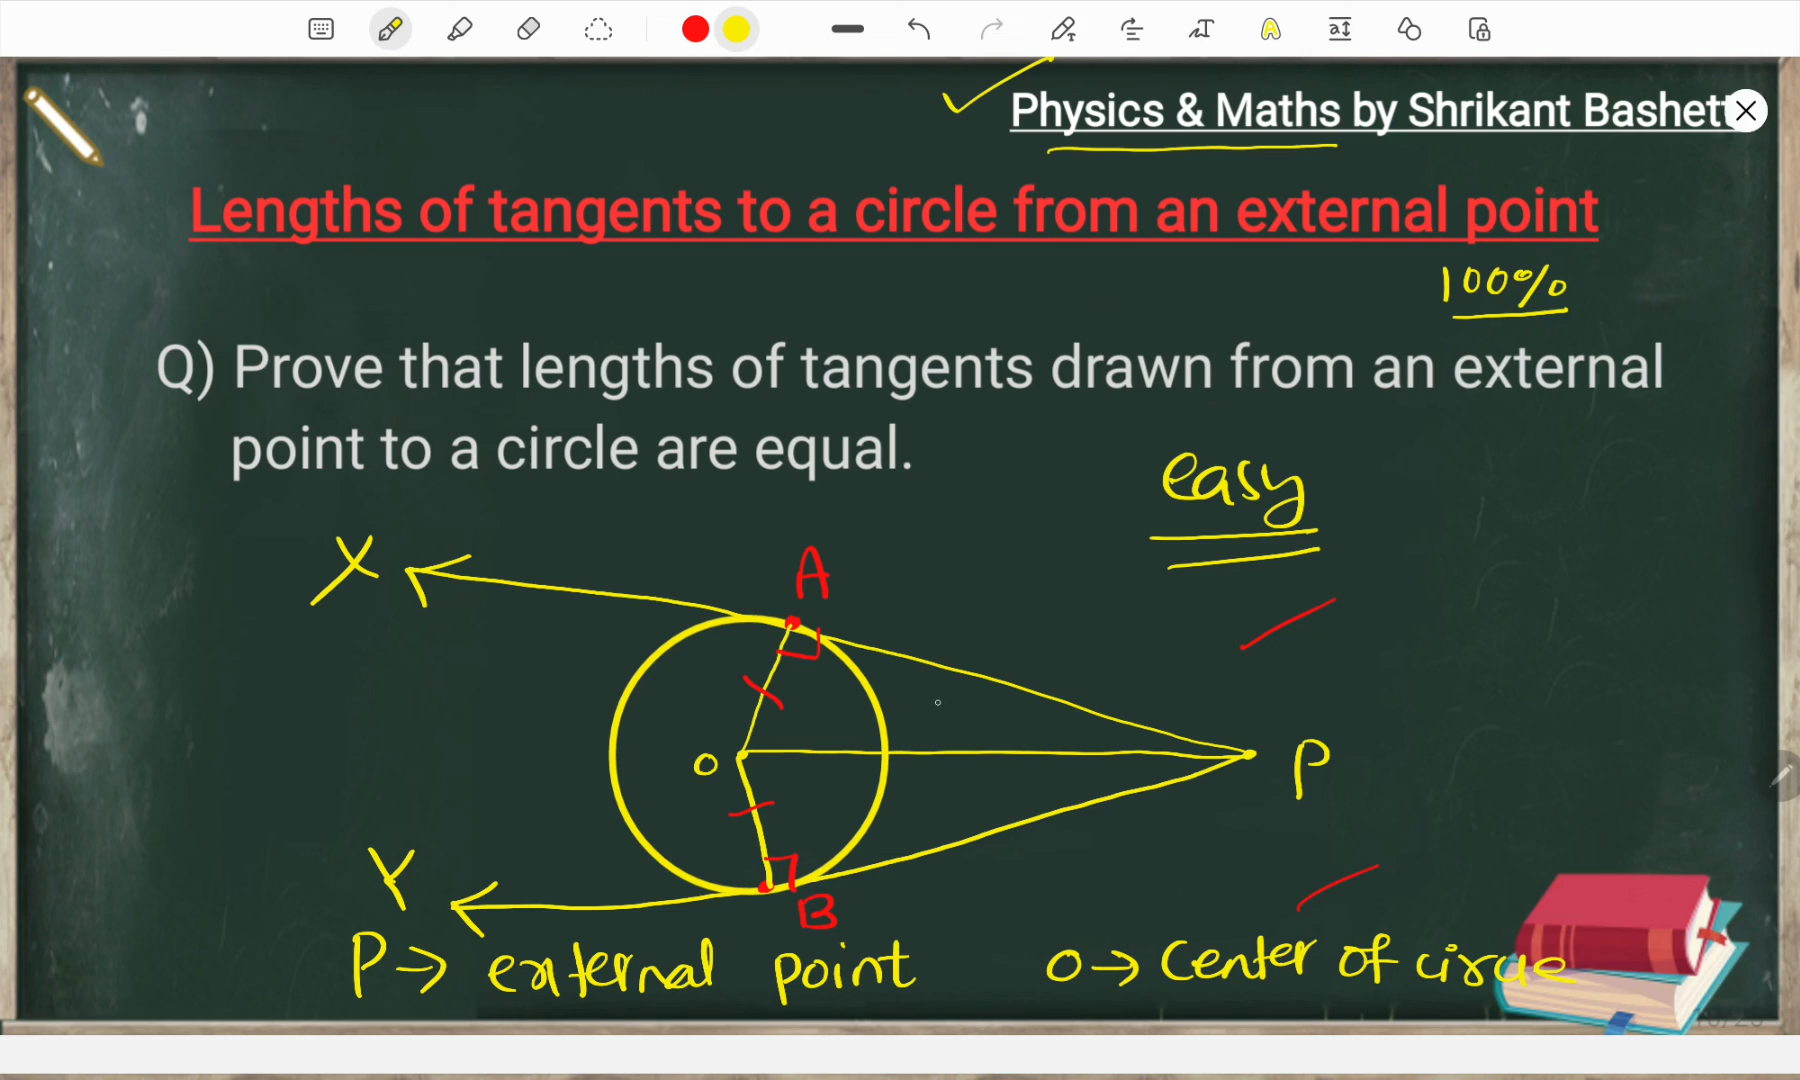 Physics & Maths by Shrikant Bashett
Lengths of tangents to a circle from an external point
100%
Q) Prove that lengths of tangents drawn from an external
point to a circle are equal.
easy
X
A
O
P
Y
B
P → external point
O → Center of circle